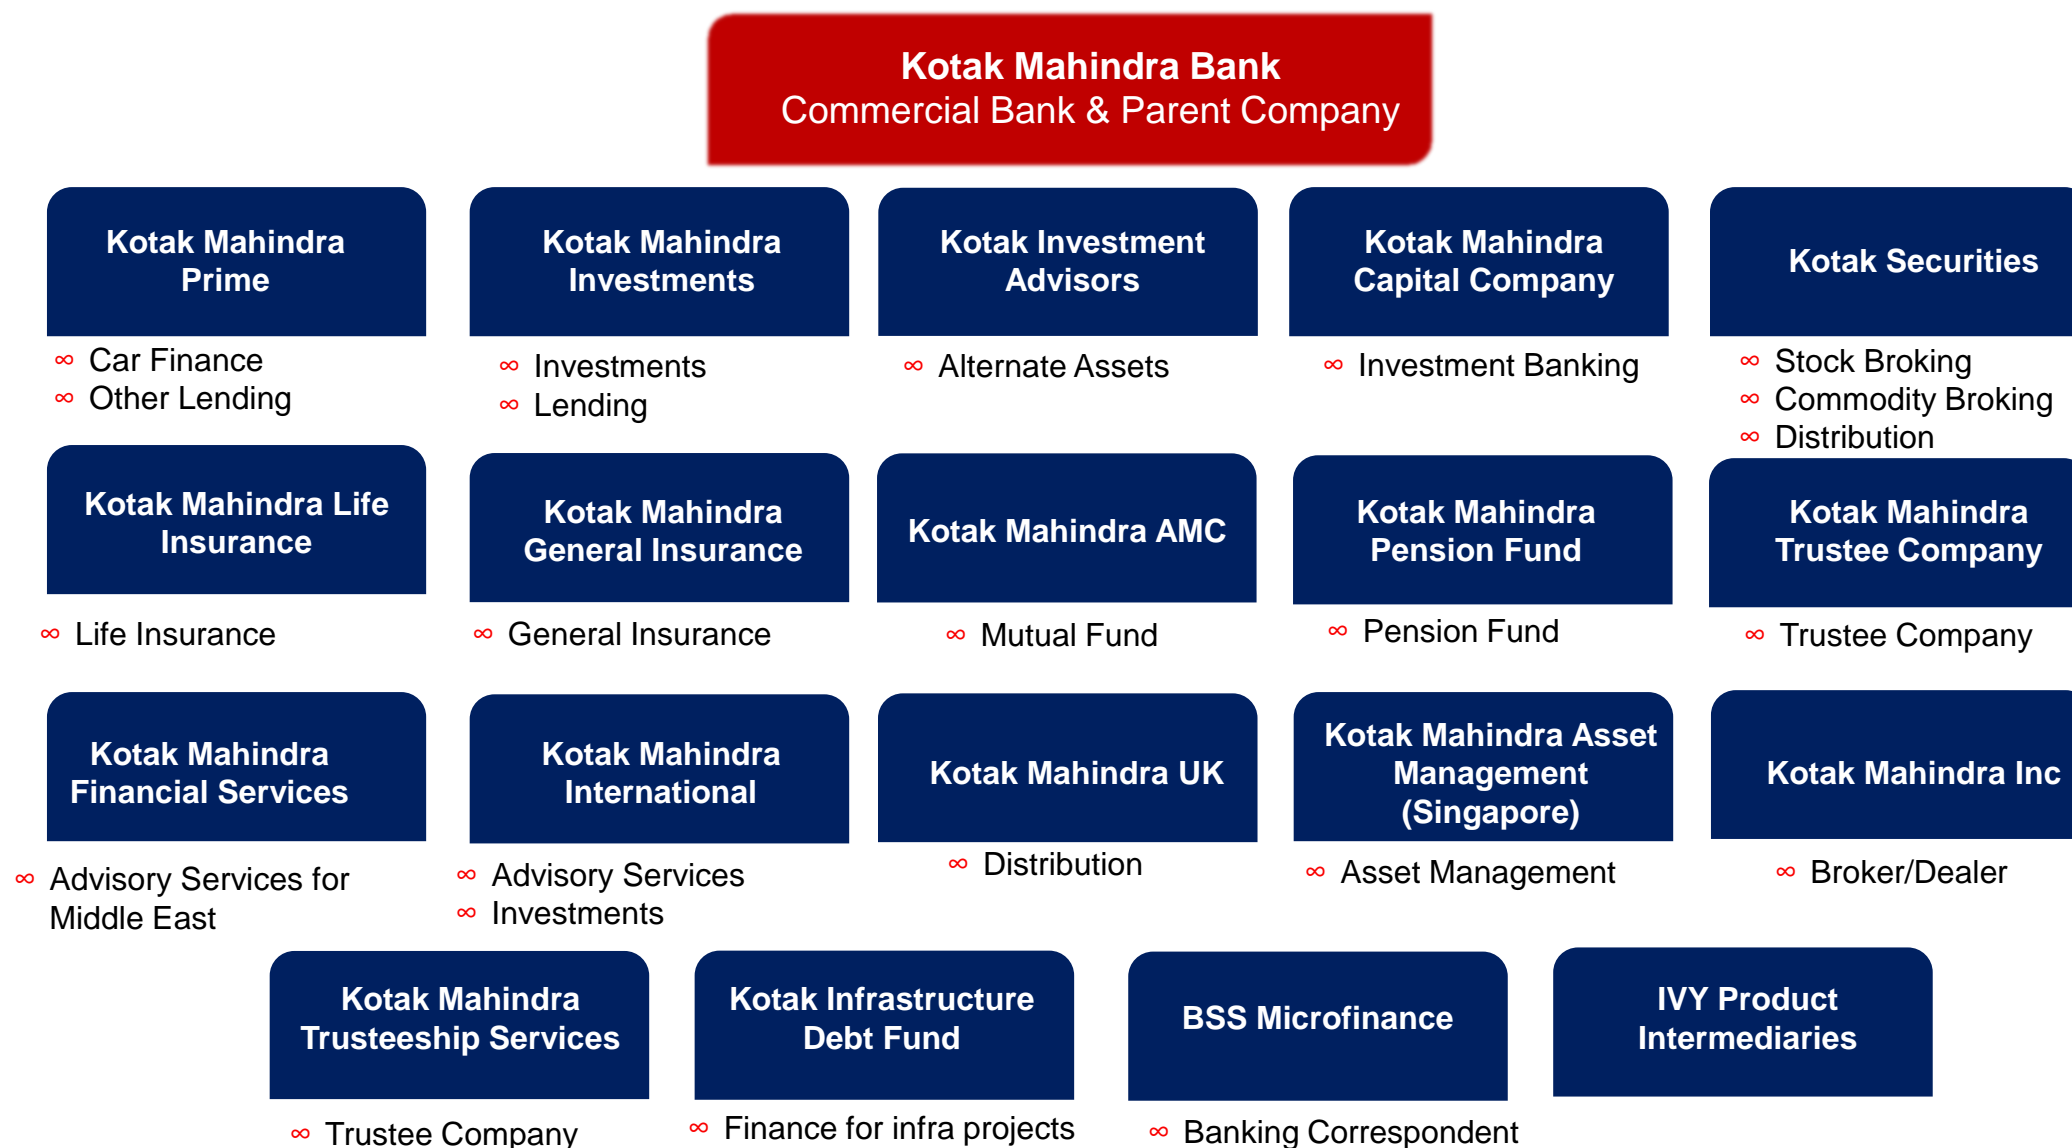 Kotak Mahindra Bank
Commercial Bank & Parent Company
Kotak Mahindra
Prime
∞ Car Finance
∞ Other Lending
Kotak Mahindra
Investments
∞ Investments
∞ Lending
Kotak Investment
Advisors
∞ Alternate Assets
Kotak Mahindra
Capital Company
∞ Investment Banking
Kotak Securities
∞ Stock Broking
∞ Commodity Broking
∞ Distribution
Kotak Mahindra Life
Insurance
∞ Life Insurance
Kotak Mahindra
General Insurance
∞ General Insurance
Kotak Mahindra AMC
∞ Mutual Fund
Kotak Mahindra
Pension Fund
∞ Pension Fund
Kotak Mahindra
Trustee Company
∞ Trustee Company
Kotak Mahindra
Financial Services
∞ Advisory Services for
Middle East
Kotak Mahindra
International
∞ Advisory Services
∞ Investments
Kotak Mahindra UK
∞ Distribution
Kotak Mahindra Asset
Management
(Singapore)
∞ Asset Management
Kotak Mahindra Inc
∞ Broker/Dealer
Kotak Mahindra
Trusteeship Services
∞ Trustee Company
Kotak Infrastructure
Debt Fund
∞ Finance for infra projects
BSS Microfinance
∞ Banking Correspondent
IVY Product
Intermediaries